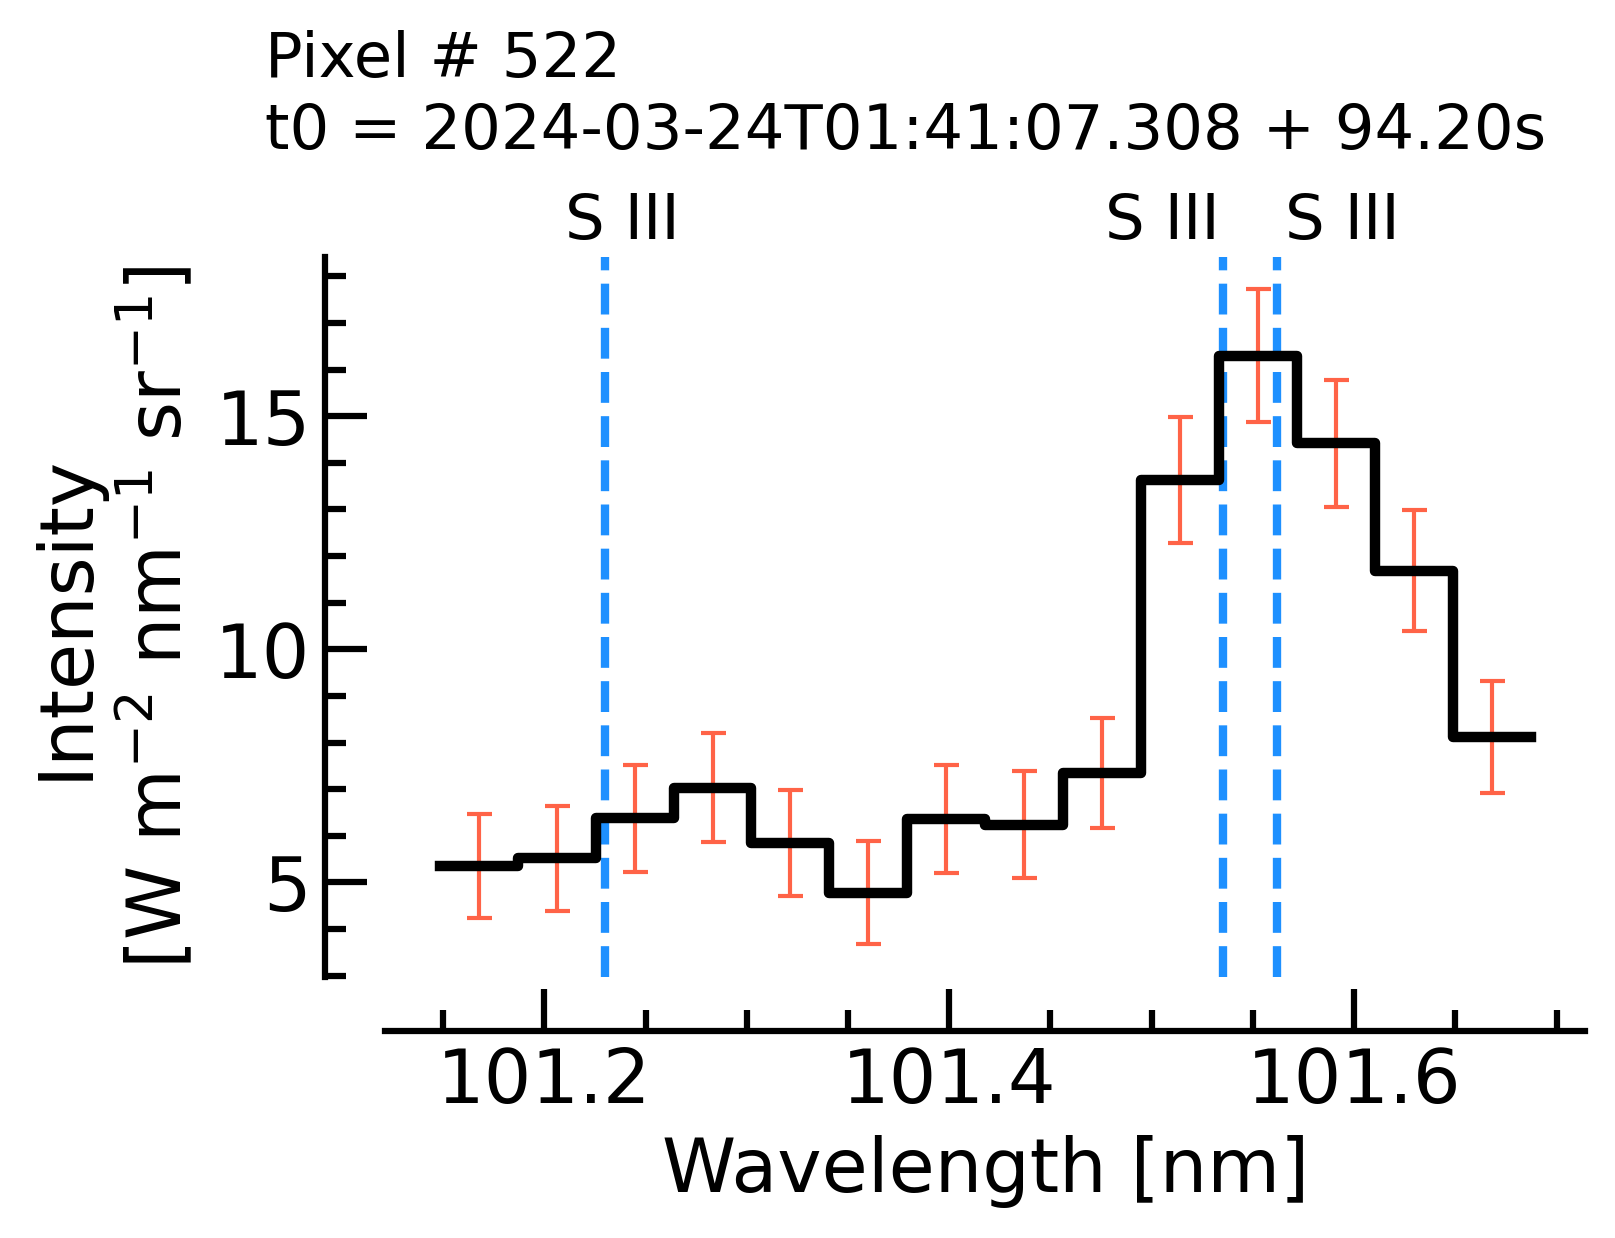 Pixel # 522
t0 = 2024-03-24T01:41:07.308 + 94.20s
S III S III S III
Intensity
[W m⁻² nm⁻¹ sr⁻¹]
15
10
5
101.2 101.4 101.6
Wavelength [nm]